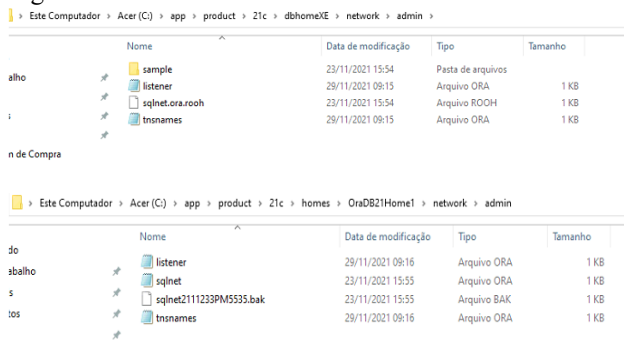 Este Computador > Acer (C:) > app > product > 21c > dbhomeXE > network > admin >
Nome Data de modificação Tipo Tamanho
sample 23/11/2021 15:54 Pasta de arquivos
alho listener 29/11/2021 09:15 Arquivo ORA 1 KB
sqlnet.ora.rooh 23/11/2021 15:54 Arquivo ROOH 1 KB
s tnsnames 29/11/2021 09:15 Arquivo ORA 1 KB
n de Compra
> Este Computador > Acer (C:) > app > product > 21c > homes > OraDB21Home1 > network > admin
Nome Data de modificação Tipo Tamanho
do listener 29/11/2021 09:16 Arquivo ORA 1 KB
abalho sqlnet 23/11/2021 15:55 Arquivo ORA 1 KB
s sqlnet2111233PM5535.bak 23/11/2021 15:55 Arquivo BAK 1 KB
tos tnsnames 29/11/2021 09:16 Arquivo ORA 1 KB